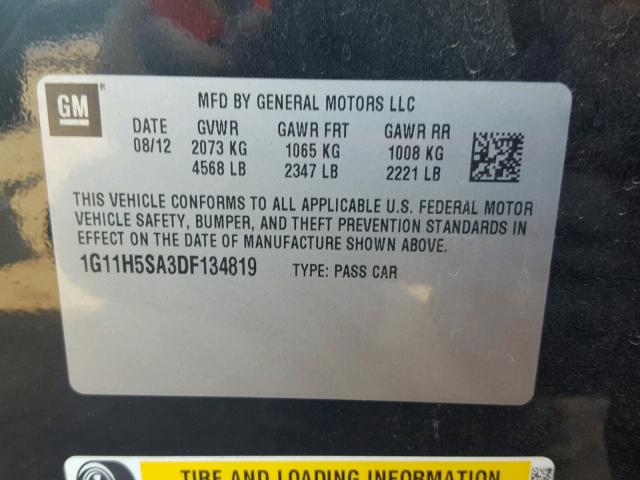 GM®
MFD BY GENERAL MOTORS LLC
DATE GVWR GAWR FRT GAWR RR
08/12 2073 KG 1065 KG 1008 KG
4568 LB 2347 LB 2221 LB
THIS VEHICLE CONFORMS TO ALL APPLICABLE U.S. FEDERAL MOTOR
VEHICLE SAFETY, BUMPER, AND THEFT PREVENTION STANDARDS IN
EFFECT ON THE DATE OF MANUFACTURE SHOWN ABOVE.
1G11H5SA3DF134819 TYPE: PASS CAR
TIRE AND LOADING INFORMATION